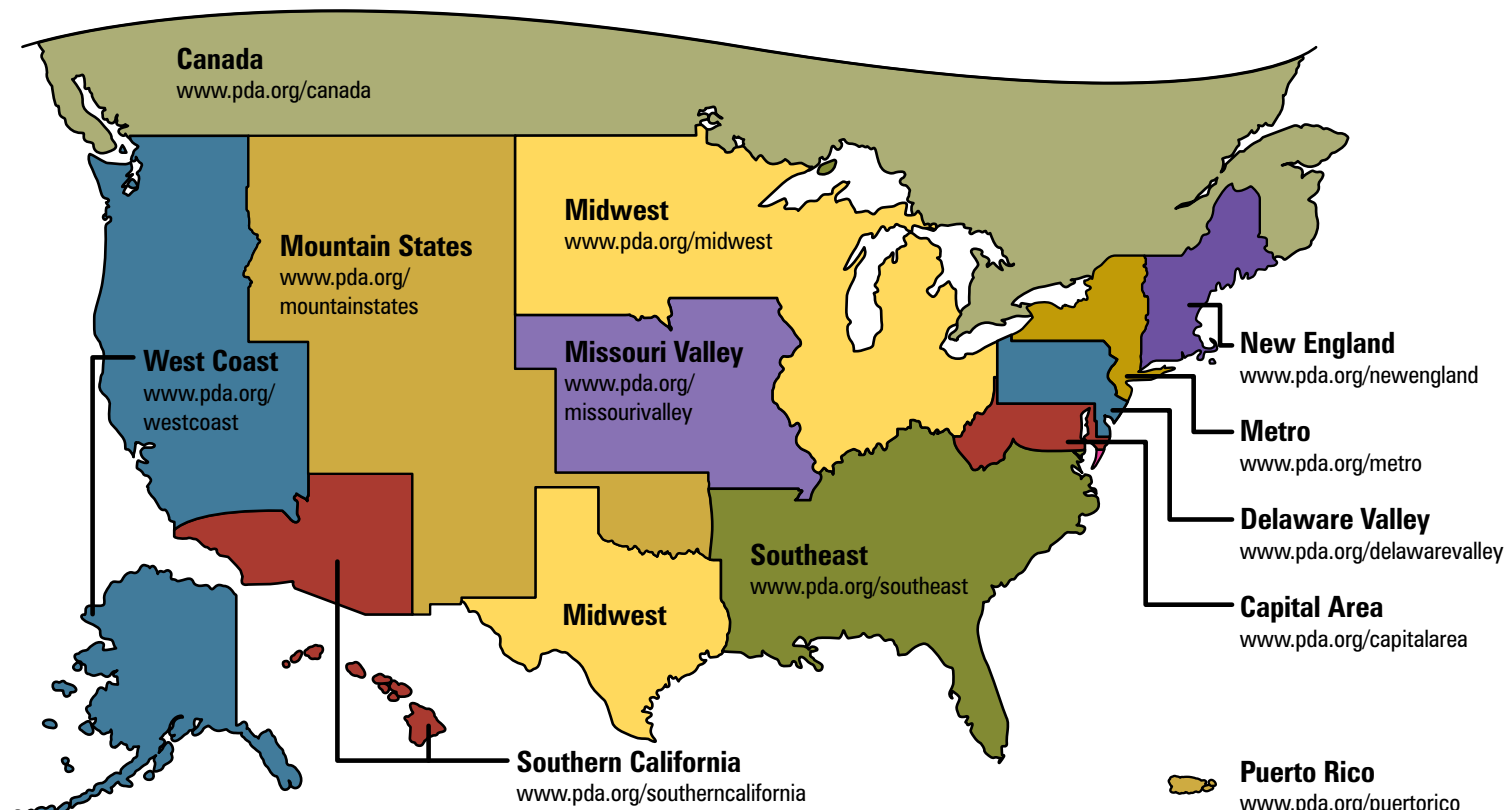 Canada
www.pda.org/canada
Midwest
www.pda.org/midwest
Mountain States
www.pda.org/
mountainstates
West Coast
www.pda.org/
westcoast
Missouri Valley
www.pda.org/
missourivalley
New England
www.pda.org/newengland
Metro
www.pda.org/metro
Delaware Valley
www.pda.org/delawarevalley
Southeast
www.pda.org/southeast
Capital Area
www.pda.org/capitalarea
Midwest
Southern California
www.pda.org/southerncalifornia
Puerto Rico
www.pda.org/puertorico